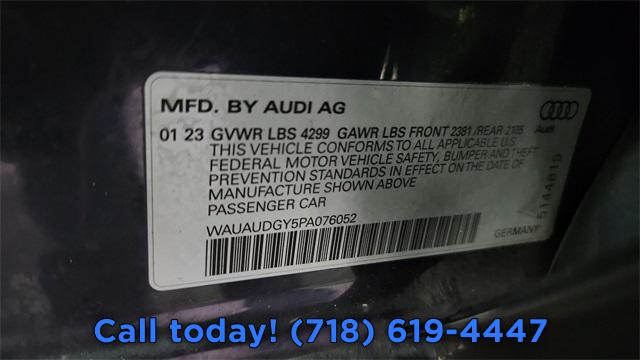 MFD. BY AUDI AG
01 23 GVWR LBS 4299 GAWR LBS FRONT 2381 /REAR 2105
THIS VEHICLE CONFORMS TO ALL APPLICABLE U.S.
FEDERAL MOTOR VEHICLE SAFETY, BUMPER AND THEFT
PREVENTION STANDARDS IN EFFECT ON THE DATE OF
MANUFACTURE SHOWN ABOVE
PASSENGER CAR
WAUAUDGY5PA076052
Audi
5144815
GERMANY
Call today! (718) 619-4447